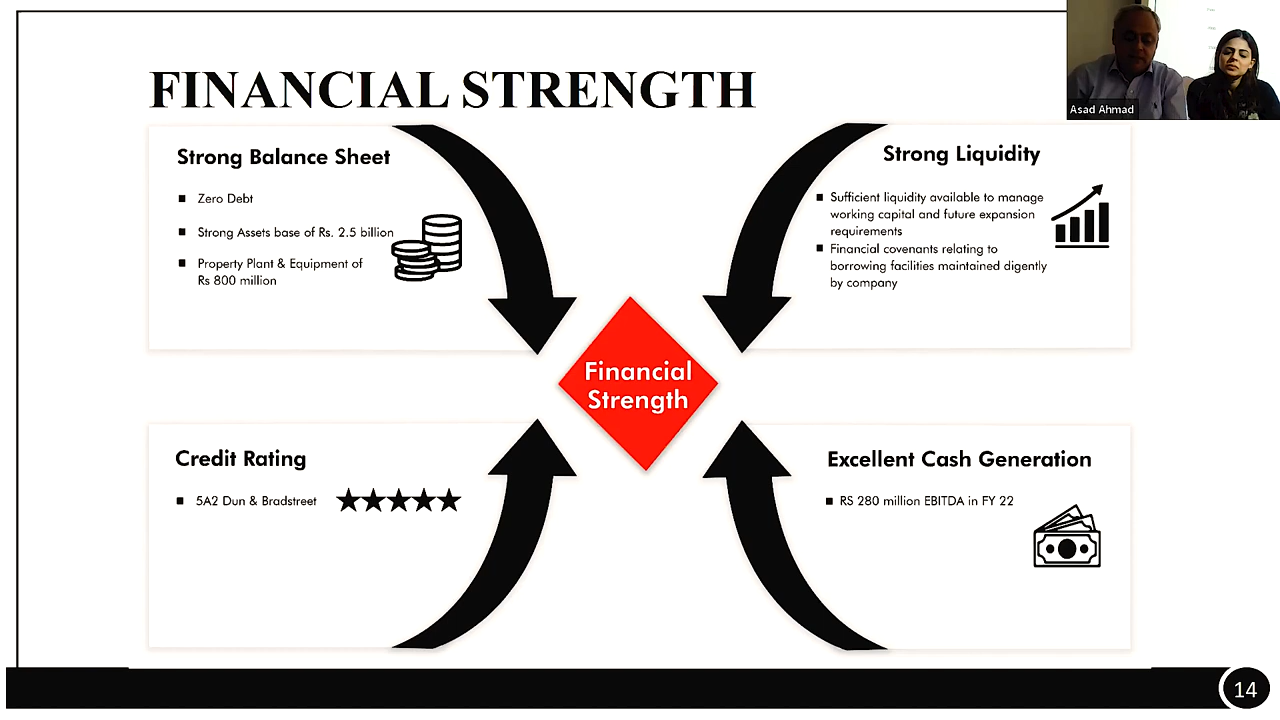 FINANCIAL STRENGTH
Asad Ahmad
Strong Balance Sheet
Zero Debt
Strong Assets base of Rs. 2.5 billion
Property Plant & Equipment of
Rs 800 million
Strong Liquidity
Sufficient liquidity available to manage
working capital and future expansion
requirements
Financial covenants relating to
borrowing facilities maintained digently
by company
Financial
Strength
Credit Rating
5A2 Dun & Bradstreet
Excellent Cash Generation
RS 280 million EBITDA in FY 22
14